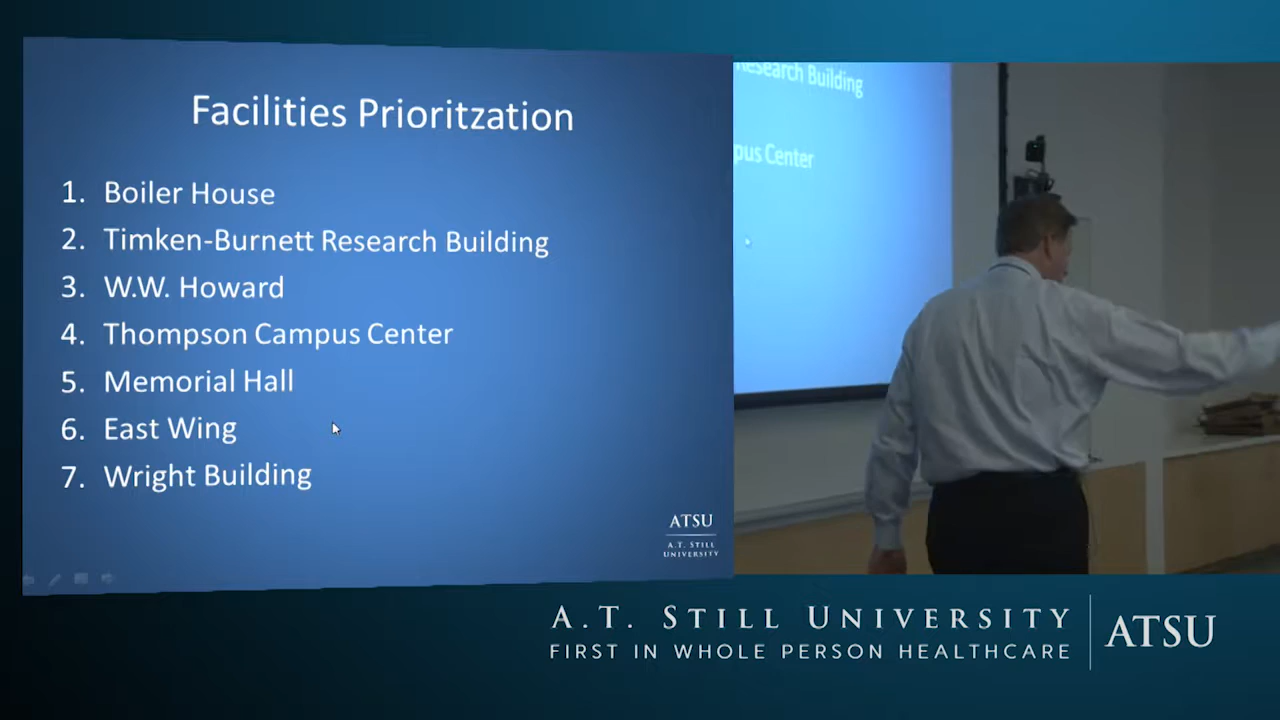 Facilities Prioritzation
1. Boiler House
2. Timken-Burnett Research Building
3. W.W. Howard
4. Thompson Campus Center
5. Memorial Hall
6. East Wing
7. Wright Building
ATSU
A.T. STILL
UNIVERSITY
Research Building
pus Center
A.T. STILL UNIVERSITY
FIRST IN WHOLE PERSON HEALTHCARE
ATSU